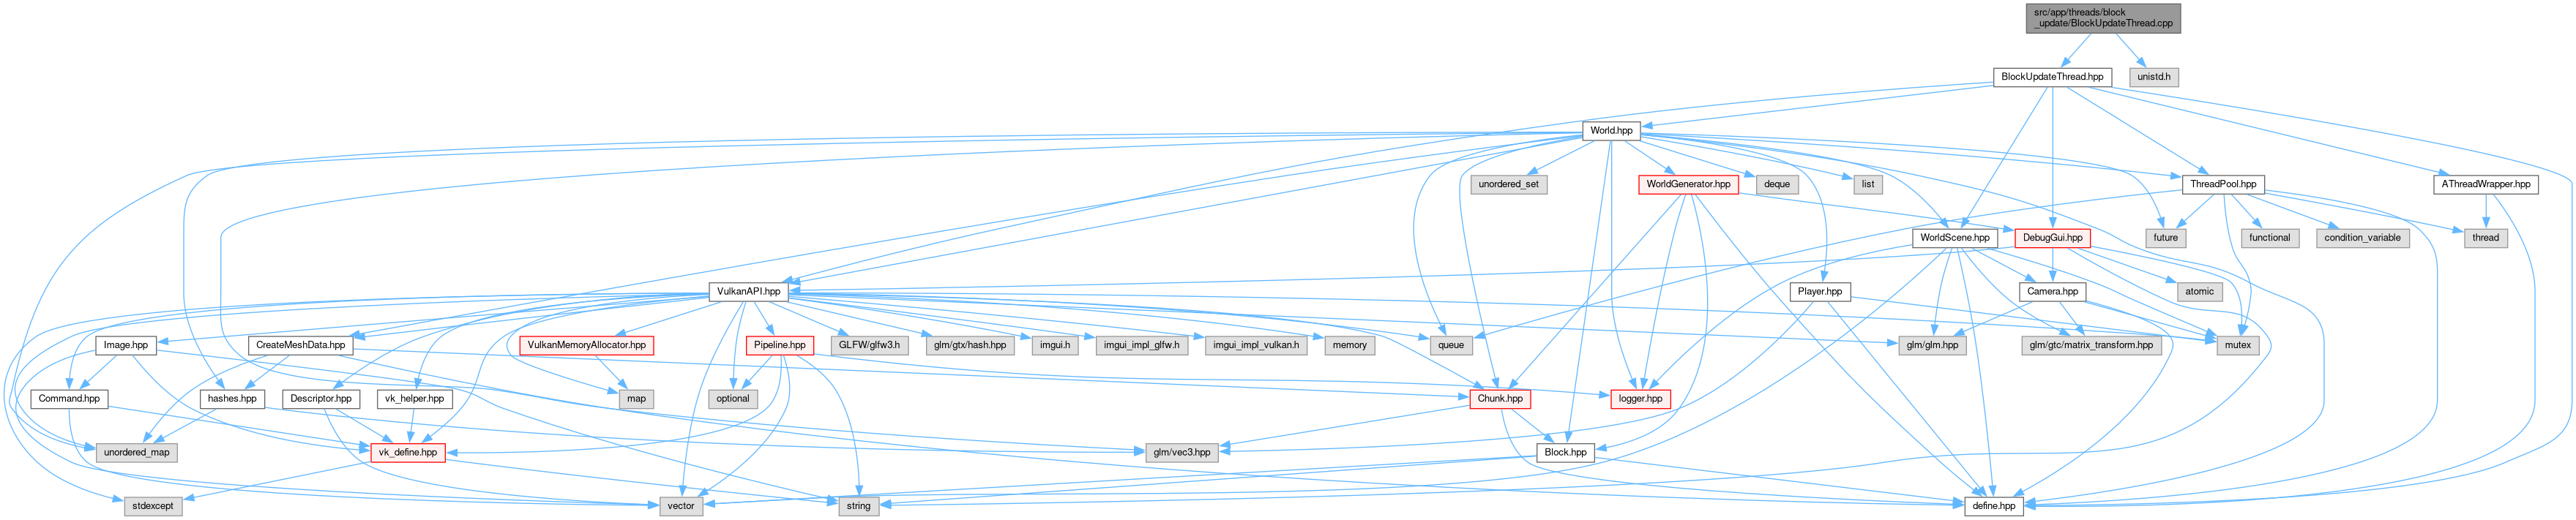 src/app/threads/block
_update/BlockUpdateThread.cpp
BlockUpdateThread.hpp
unistd.h
World.hpp
unordered_set
WorldGenerator.hpp
deque
list
ThreadPool.hpp
AThreadWrapper.hpp
WorldScene.hpp
DebugGui.hpp
future
functional
condition_variable
thread
VulkanAPI.hpp
Player.hpp
Camera.hpp
atomic
Image.hpp
CreateMeshData.hpp
VulkanMemoryAllocator.hpp
Pipeline.hpp
GLFW/glfw3.h
glm/gtx/hash.hpp
imgui.h
imgui_impl_glfw.h
imgui_impl_vulkan.h
memory
queue
glm/glm.hpp
glm/gtc/matrix_transform.hpp
mutex
Command.hpp
hashes.hpp
Descriptor.hpp
vk_helper.hpp
map
optional
Chunk.hpp
logger.hpp
unordered_map
vk_define.hpp
glm/vec3.hpp
Block.hpp
stdexcept
vector
string
define.hpp